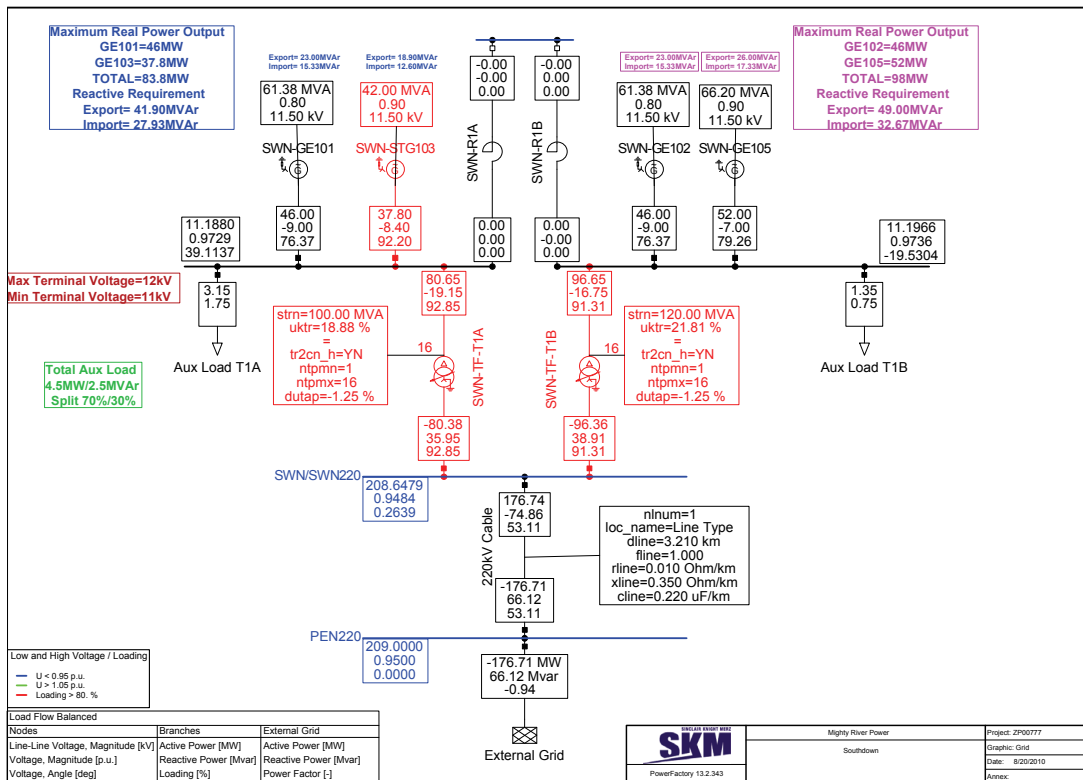 Maximum Real Power Output
GE101=46MW
GE103=37.8MW
TOTAL=83.8MW
Reactive Requirement
Export= 41.90MVAr
Import= 27.93MVAr
Export=23.00MVAr
Import=15.33MVAr
Export=18.90MVAr
Import=12.60MVAr
61.38 MVA
0.80
11.50 kV
42.00 MVA
0.90
11.50 kV
SWN-GE101
SWN-STG103
G
G
46.00
-9.00
76.37
37.80
-8.40
92.20
-0.00
-0.00
0.00
-0.00
-0.00
0.00
SWN-R1A
SWN-R1B
0.00
0.00
0.00
0.00
-0.00
0.00
Export=23.00MVAr
Import=15.33MVAr
Export=26.00MVAr
Import=17.33MVAr
61.38 MVA
0.80
11.50 kV
66.20 MVA
0.90
11.50 kV
SWN-GE102
SWN-GE105
G
G
46.00
-9.00
76.37
52.00
-7.00
79.26
Maximum Real Power Output
GE102=46MW
GE105=52MW
TOTAL=98MW
Reactive Requirement
Export= 49.00MVAr
Import= 32.67MVAr
11.1880
0.9729
39.1137
11.1966
0.9736
-19.5304
Max Terminal Voltage=12kV
Min Terminal Voltage=11kV
3.15
1.75
Aux Load T1A
80.65
-19.15
92.85
96.65
-16.75
91.31
1.35
0.75
Aux Load T1B
strn=100.00 MVA
uktr=18.88 %
=
tr2cn_h=YN
ntpmn=1
ntpmx=16
dutap=-1.25 %
16
SWN-TF-T1A
SWN-TF-T1B
16
strn=120.00 MVA
uktr=21.81 %
=
tr2cn_h=YN
ntpmn=1
ntpmx=16
dutap=-1.25 %
Total Aux Load
4.5MW/2.5MVAr
Split 70%/30%
-80.38
35.95
92.85
-96.36
38.91
91.31
SWN/SWN220
208.6479
0.9484
0.2639
176.74
-74.86
53.11
220kV Cable
nlnum=1
loc_name=Line Type
dline=3.210 km
fline=1.000
rline=0.010 Ohm/km
xline=0.350 Ohm/km
cline=0.220 uF/km
-176.71
66.12
53.11
PEN220
209.0000
0.9500
0.0000
-176.71 MW
66.12 Mvar
-0.94
External Grid
Low and High Voltage / Loading
U < 0.95 p.u.
U > 1.05 p.u.
Loading > 80. %
Load Flow Balanced
Nodes Branches External Grid
Line-Line Voltage, Magnitude [kV] Active Power [MW] Active Power [MW]
Voltage, Magnitude [p.u.] Reactive Power [Mvar] Reactive Power [Mvar]
Voltage, Angle [deg] Loading [%] Power Factor [-]
SINCLAIR KNIGHT MERZ
SKM
PowerFactory 13.2.343
Mighty River Power
Southdown
Project: ZP00777
Graphic: Grid
Date: 8/20/2010
Annex: